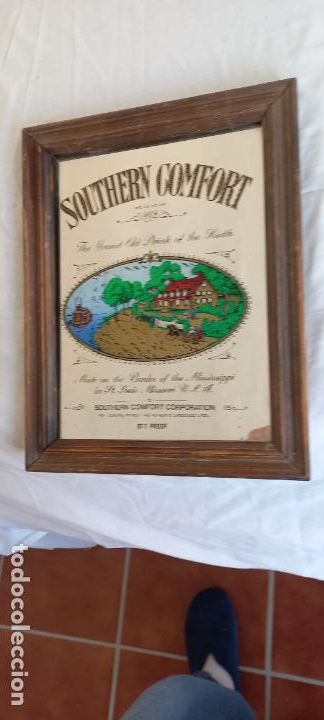 SOUTHERN COMFORT
The Grand Old Drink of the South
Made on the Banks of the Mississippi
in St. Louis Missouri U.S.A.
SOUTHERN COMFORT CORPORATION
PROOF
todocoleccion